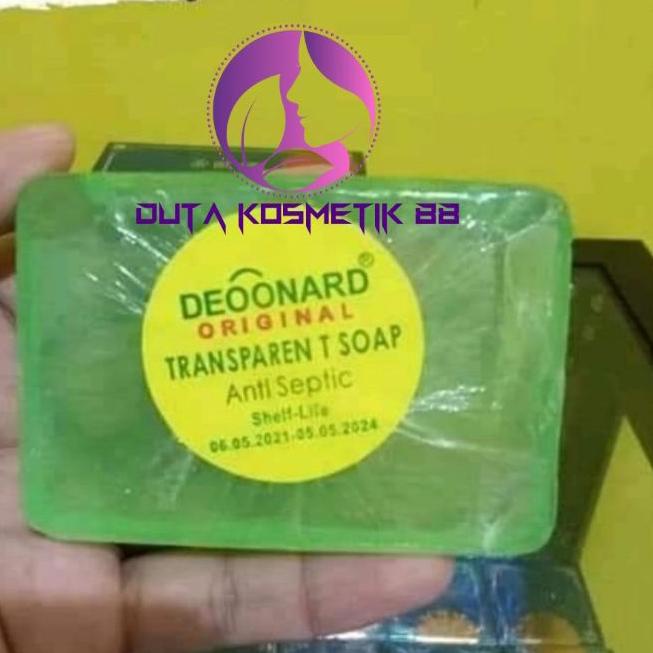 DUTA KOSMETIK 88
DEOONARD®
ORIGINAL
TRANSPAREN T SOAP
Anti Septic
Shelf-Life
06.05.2021-05.05.2024